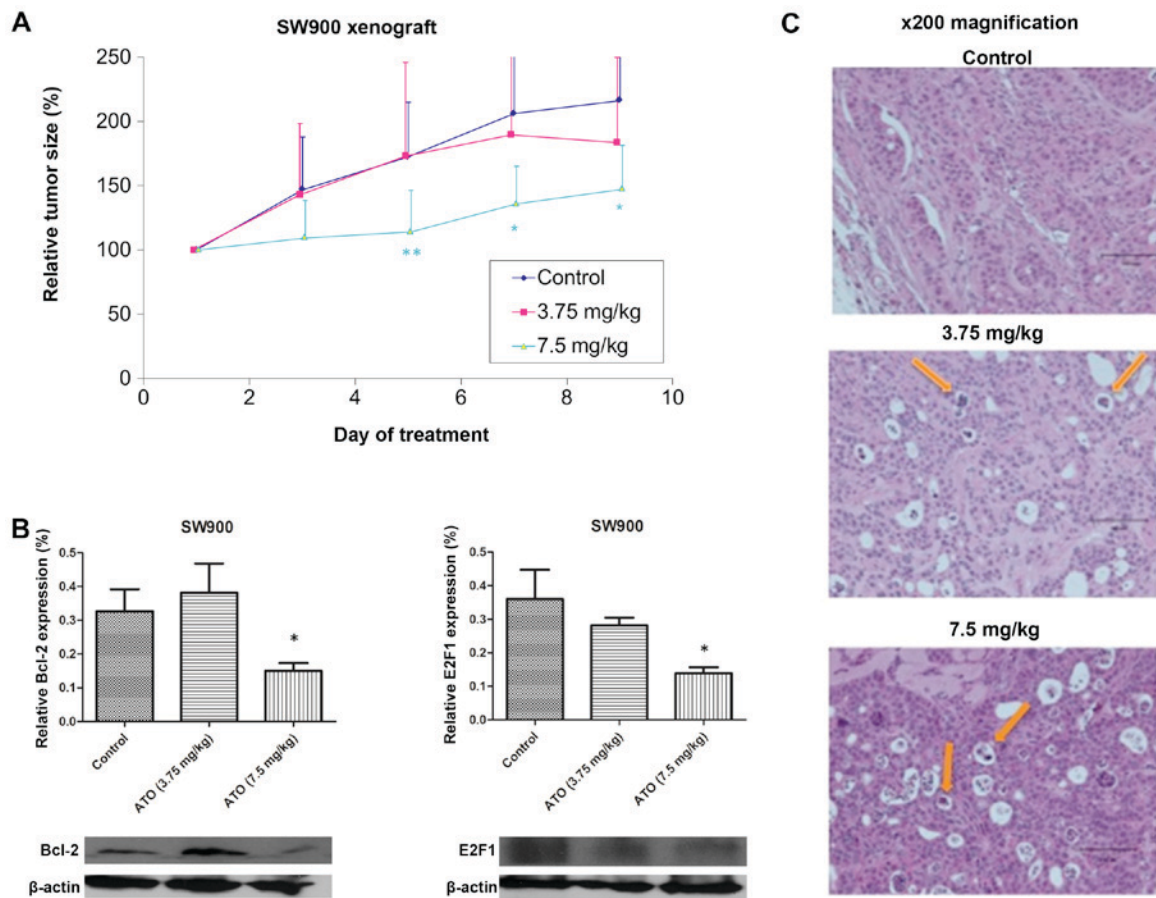 A
SW900 xenograft
250
200
150
100
50
0
Relative tumor size (%)
**
*
*
Control
3.75 mg/kg
7.5 mg/kg
0 2 4 6 8 10
Day of treatment
B
SW900
Relative Bcl-2 expression (%)
0.5
0.4
0.3
0.2
0.1
0.0
*
Control
ATO (3.75 mg/kg)
ATO (7.5 mg/kg)
Bcl-2
β-actin
SW900
Relative E2F1 expression (%)
0.5
0.4
0.3
0.2
0.1
0.0
*
Control
ATO (3.75 mg/kg)
ATO (7.5 mg/kg)
E2F1
β-actin
C
x200 magnification
Control
3.75 mg/kg
7.5 mg/kg